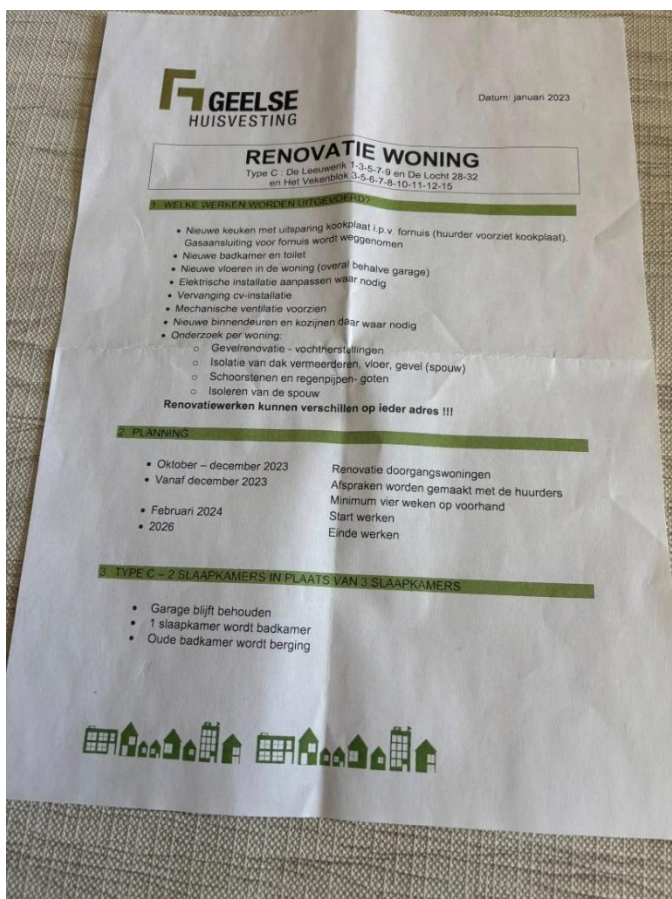 GEELSE
HUISVESTING
Datum: januari 2023
RENOVATIE WONING
Type C : De Leeuwerik 1-3-5-7-9 en De Locht 28-32
en Het Vekenblok 3-5-6-7-8-10-11-12-15
1. WELKE WERKEN WORDEN UITGEVOERD?
• Nieuwe keuken met uitsparing kookplaat i.p.v. fornuis (huurder voorziet kookplaat).
Gasaansluiting voor fornuis wordt weggenomen
• Nieuwe badkamer en toilet
• Nieuwe vloeren in de woning (overal behalve garage)
• Elektrische installatie aanpassen waar nodig
• Vervanging cv-installatie
• Mechanische ventilatie voorzien
• Nieuwe binnendeuren en kozijnen daar waar nodig
• Onderzoek per woning:
○ Gevelrenovatie - vochtherstellingen
○ Isolatie van dak vermeerderen, vloer, gevel (spouw)
○ Schoorstenen en regenpijpen- goten
○ Isoleren van de spouw
Renovatiewerken kunnen verschillen op ieder adres !!!
2. PLANNING
• Oktober – december 2023 Renovatie doorgangswoningen
• Vanaf december 2023 Afspraken worden gemaakt met de huurders
Minimum vier weken op voorhand
• Februari 2024 Start werken
• 2026 Einde werken
3. TYPE C – 2 SLAAPKAMERS IN PLAATS VAN 3 SLAAPKAMERS
• Garage blijft behouden
• 1 slaapkamer wordt badkamer
• Oude badkamer wordt berging